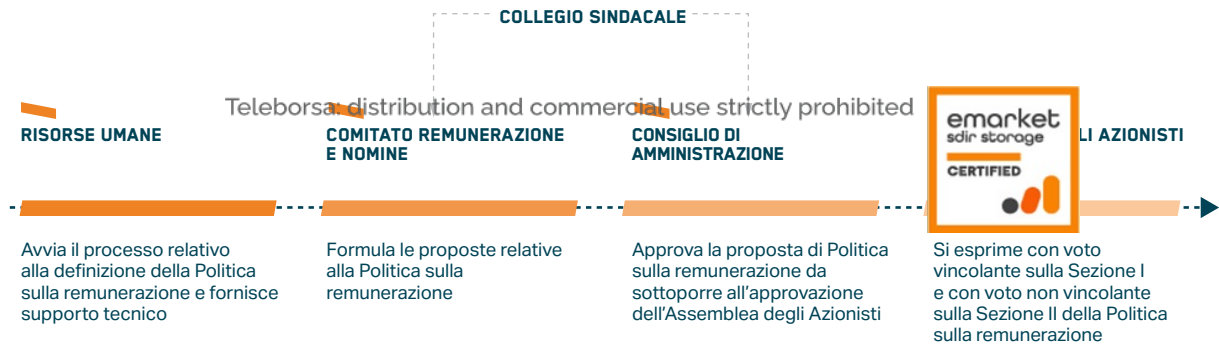 COLLEGIO SINDACALE
Teleborsa: distribution and commercial use strictly prohibited
RISORSE UMANE
COMITATO REMUNERAZIONE
E NOMINE
CONSIGLIO DI
AMMINISTRAZIONE
LI AZIONISTI
emarket
sdir storage
CERTIFIED
Avvia il processo relativo
alla definizione della Politica
sulla remunerazione e fornisce
supporto tecnico
Formula le proposte relative
alla Politica sulla
remunerazione
Approva la proposta di Politica
sulla remunerazione da
sottoporre all'approvazione
dell'Assemblea degli Azionisti
Si esprime con voto
vincolante sulla Sezione I
e con voto non vincolante
sulla Sezione II della Politica
sulla remunerazione